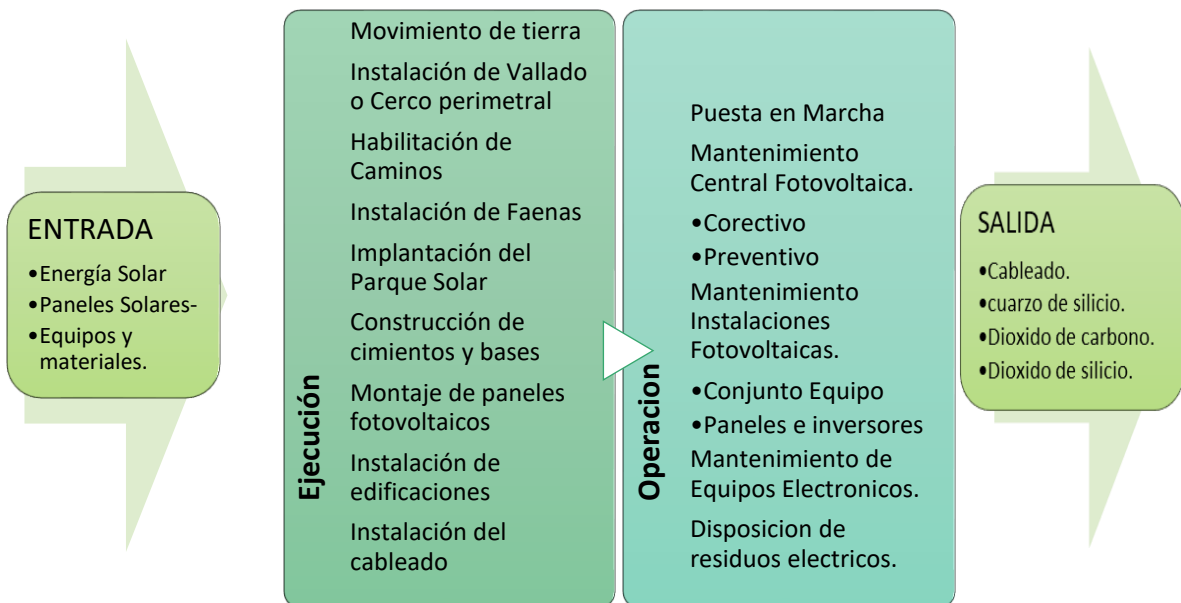 ENTRADA
•Energía Solar
•Paneles Solares-
•Equipos y
materiales.
Ejecución
Movimiento de tierra
Instalación de Vallado
o Cerco perimetral
Habilitación de
Caminos
Instalación de Faenas
Implantación del
Parque Solar
Construcción de
cimientos y bases
Montaje de paneles
fotovoltaicos
Instalación de
edificaciones
Instalación del
cableado
Operacion
Puesta en Marcha
Mantenimiento
Central Fotovoltaica.
•Corectivo
•Preventivo
Mantenimiento
Instalaciones
Fotovoltaicas.
•Conjunto Equipo
•Paneles e inversores
Mantenimiento de
Equipos Electronicos.
Disposicion de
residuos electricos.
SALIDA
•Cableado.
•cuarzo de silicio.
•Dioxido de carbono.
•Dioxido de silicio.